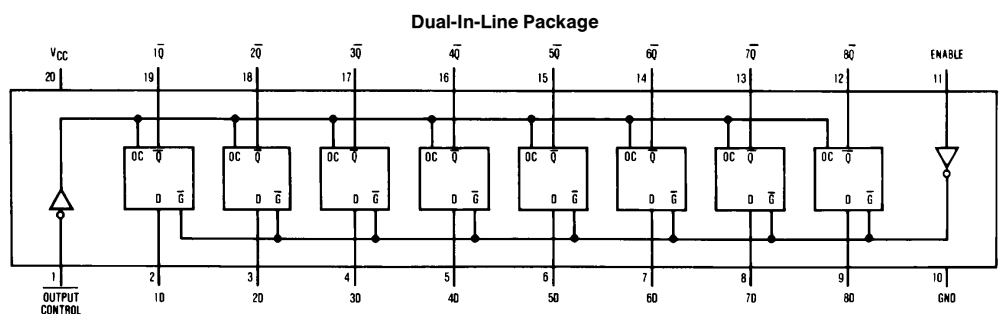 Dual-In-Line Package
VCC 1Q̅ 2Q̅ 3Q̅ 4Q̅ 5Q̅ 6Q̅ 7Q̅ 8Q̅ ENABLE
20 19 18 17 16 15 14 13 12 11
OC Q̅ OC Q̅ OC Q̅ OC Q̅ OC Q̅ OC Q̅ OC Q̅ OC Q̅
D G̅ D G̅ D G̅ D G̅ D G̅ D G̅ D G̅ D G̅
1 2 3 4 5 6 7 8 9 10
OUTPUT 1D 2D 3D 4D 5D 6D 7D 8D GND
CONTROL